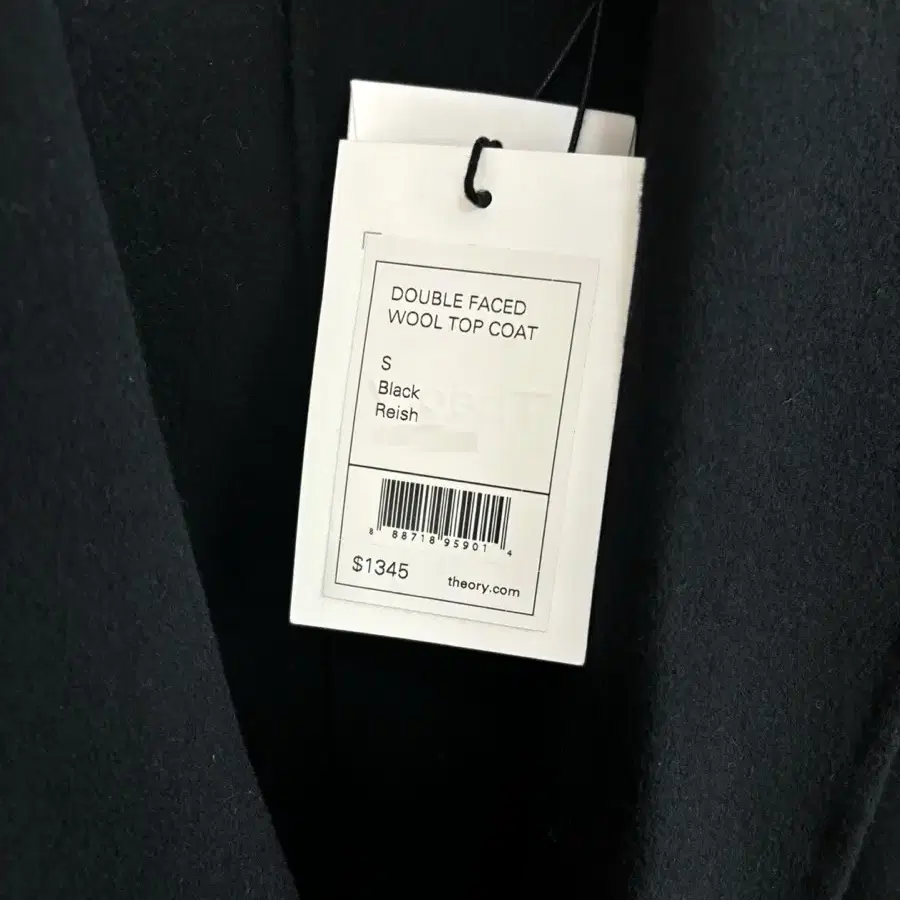 DOUBLE FACED
WOOL TOP COAT
S
Black
Reish
8 88718 95901 4
$1345 theory.com